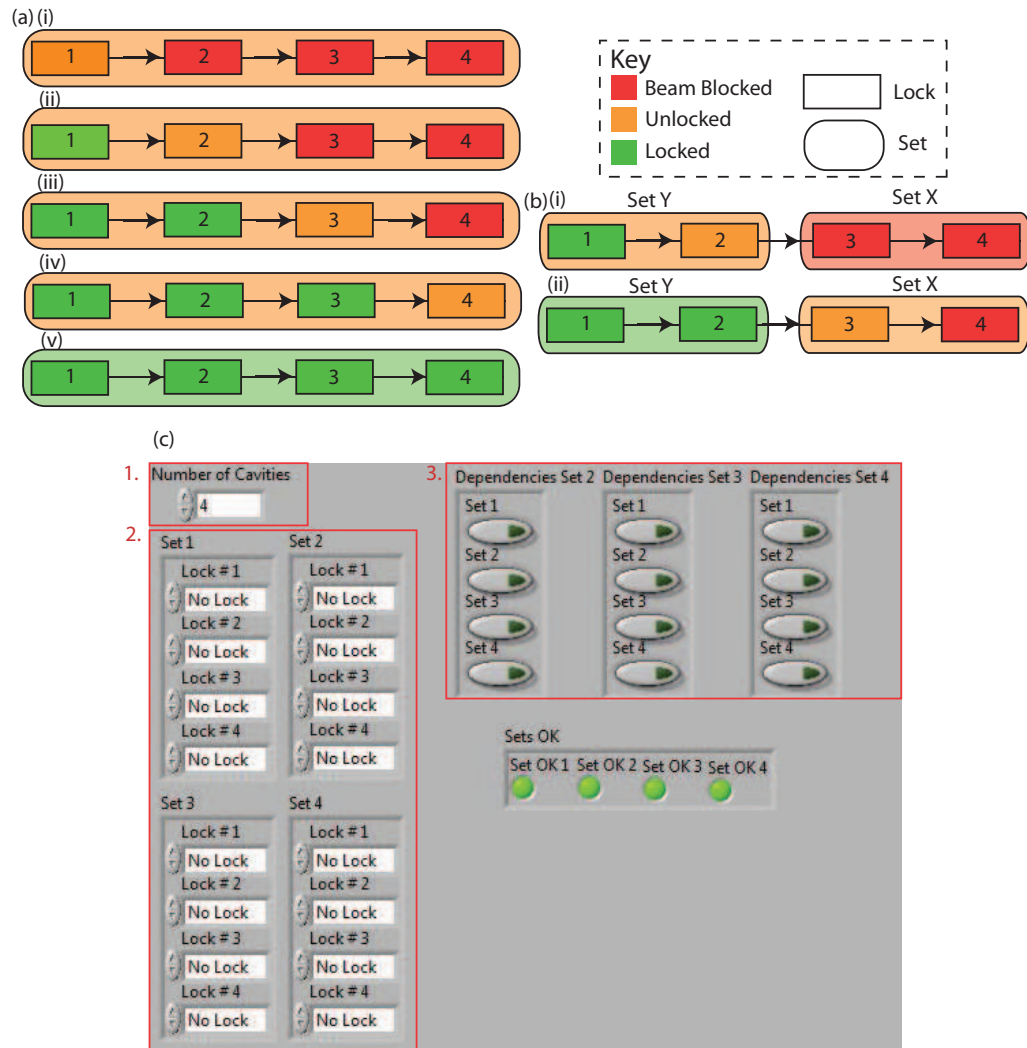 (a) (i)
1 2 3 4
(ii)
1 2 3 4
(iii)
1 2 3 4
(iv)
1 2 3 4
(v)
1 2 3 4
Key
Beam Blocked
Unlocked
Locked
Lock
Set
(b) (i) Set Y Set X
1 2 3 4
(ii) Set Y Set X
1 2 3 4
(c)
1. Number of Cavities
4
2.
Set 1 Set 2
Lock #1 Lock #1
No Lock No Lock
Lock #2 Lock #2
No Lock No Lock
Lock #3 Lock #3
No Lock No Lock
Lock #4 Lock #4
No Lock No Lock
Set 3 Set 4
Lock #1 Lock #1
No Lock No Lock
Lock #2 Lock #2
No Lock No Lock
Lock #3 Lock #3
No Lock No Lock
Lock #4 Lock #4
No Lock No Lock
3. Dependencies Set 2 Dependencies Set 3 Dependencies Set 4
Set 1 Set 1 Set 1
Set 2 Set 2 Set 2
Set 3 Set 3 Set 3
Set 4 Set 4 Set 4
Sets OK
Set OK 1 Set OK 2 Set OK 3 Set OK 4